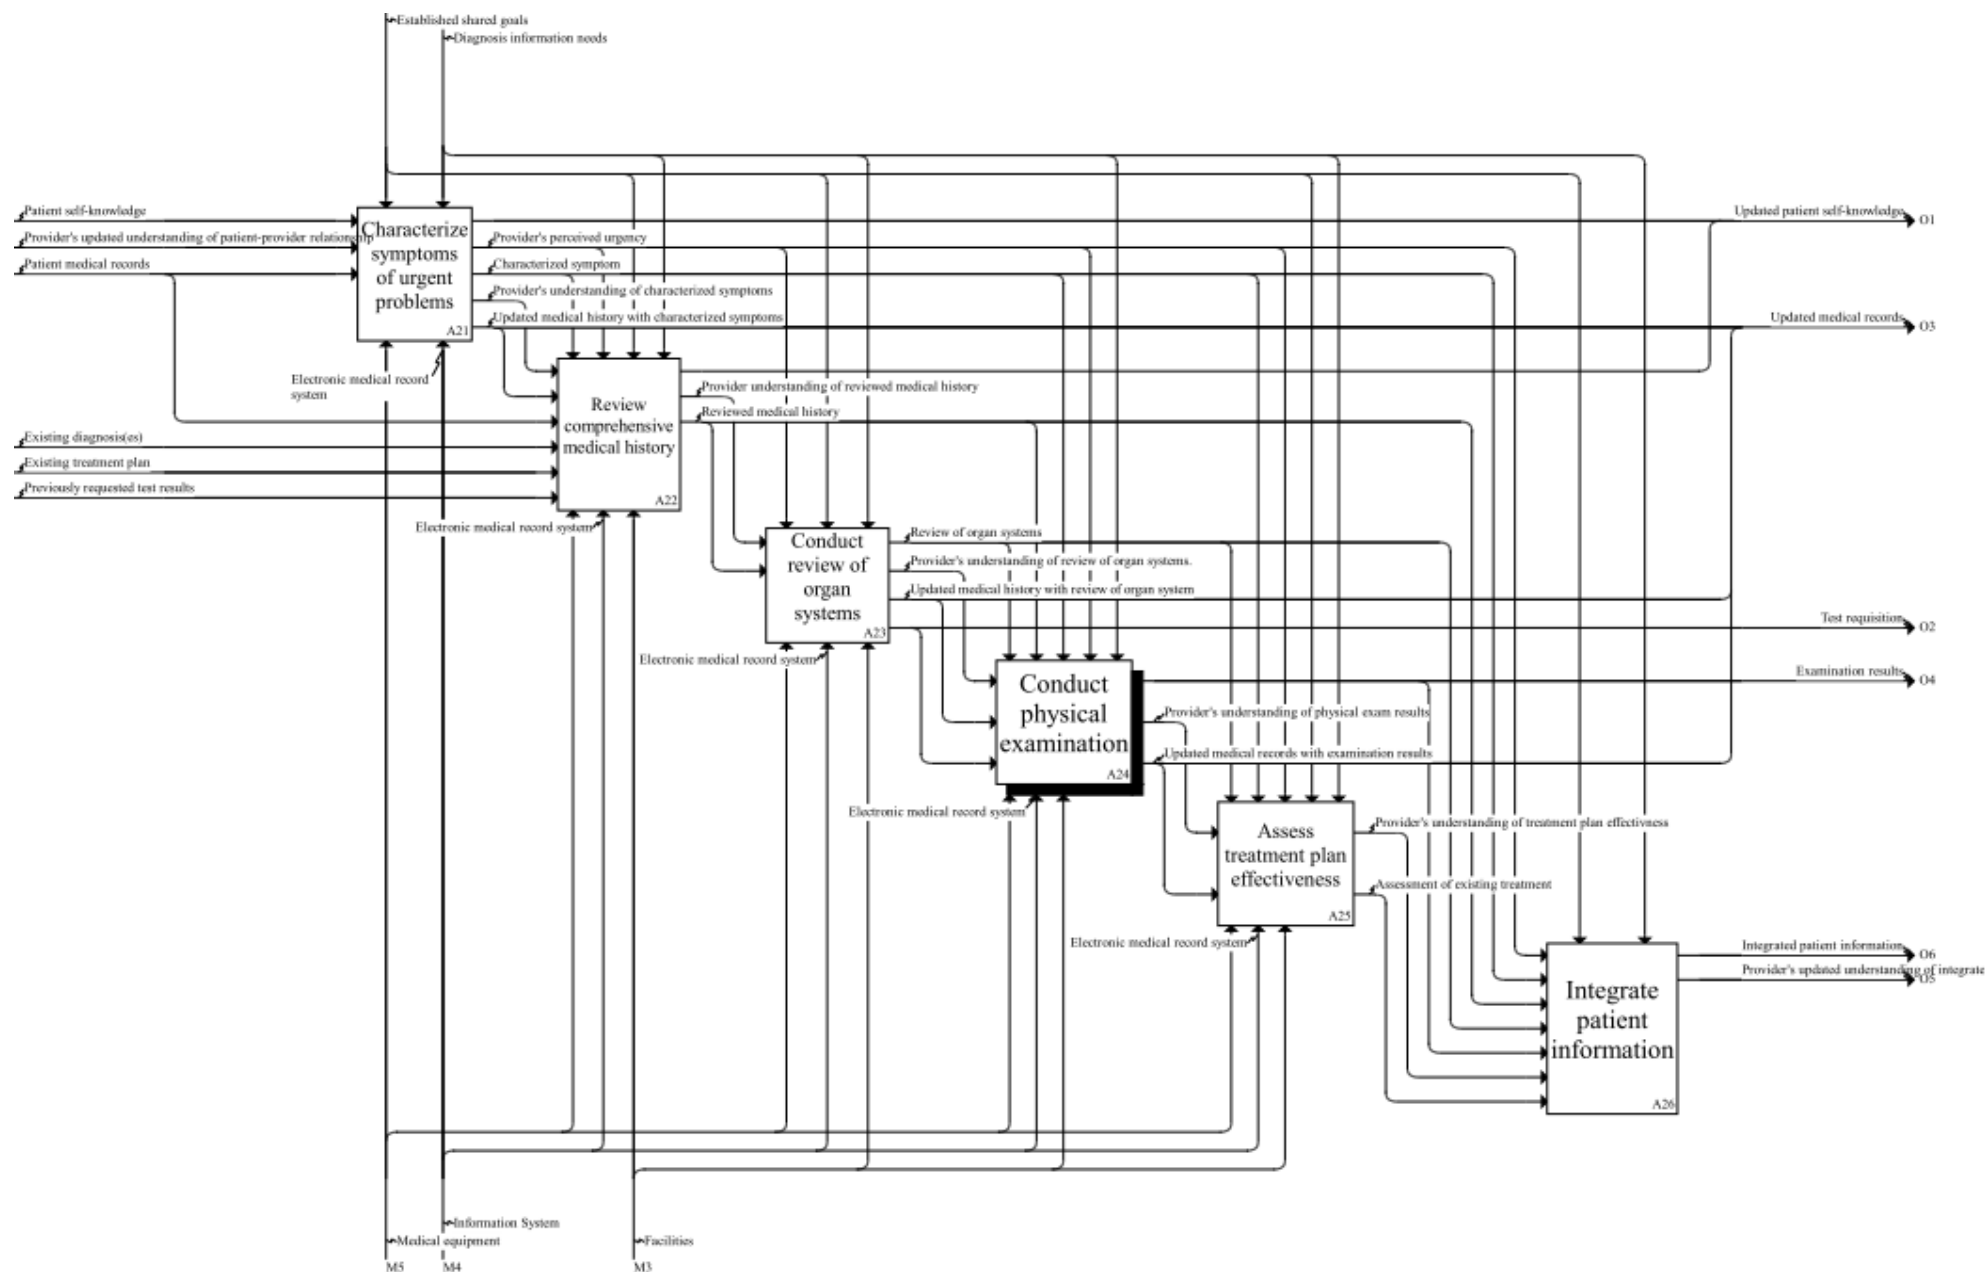 Established shared goals
Diagnosis information needs
Patient self-knowledge
Updated patient self-knowledge
O1
Provider's updated understanding of patient-provider relationship
Patient medical records
Characterize
symptoms
of urgent
problems
A21
Provider's perceived urgency
Characterized symptom
Provider's understanding of characterized symptoms
Updated medical history with characterized symptoms
Updated medical records
O3
Electronic medical record
system
Existing diagnosis(es)
Existing treatment plan
Previously requested test results
Review
comprehensive
medical history
A22
Provider understanding of reviewed medical history
Reviewed medical history
Electronic medical record system
Conduct
review of
organ
systems
A23
Review of organ systems
Provider's understanding of review of organ systems.
Updated medical history with review of organ system
Test requisition
O2
Electronic medical record system
Conduct
physical
examination
A24
Examination results
O4
Provider's understanding of physical exam results
Updated medical records with examination results
Electronic medical record system
Assess
treatment plan
effectiveness
A25
Provider's understanding of treatment plan effectivness
Assessment of existing treatment
Electronic medical record system
Integrate
patient
information
A26
Integrated patient information
O6
Provider's updated understanding of integrate
O5
Information System
Medical equipment
Facilities
M5
M4
M3